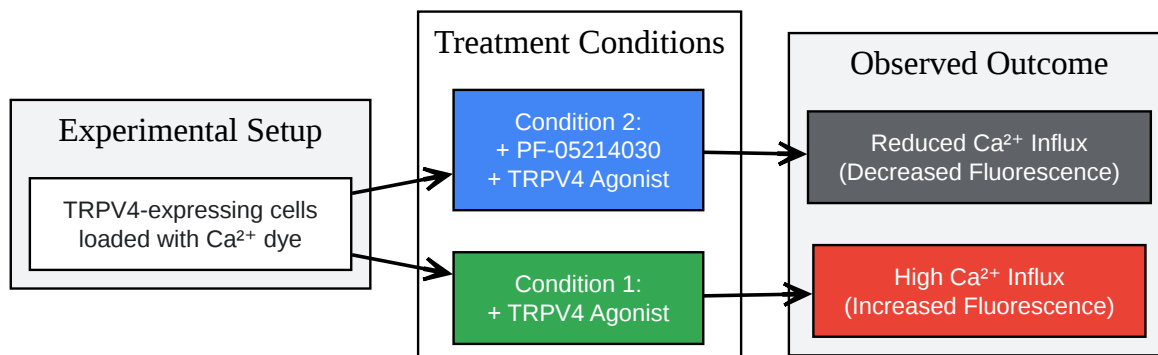 Experimental Setup
TRPV4-expressing cells
loaded with Ca²⁺ dye
Treatment Conditions
Condition 2:
+ PF-05214030
+ TRPV4 Agonist
Condition 1:
+ TRPV4 Agonist
Observed Outcome
Reduced Ca²⁺ Influx
(Decreased Fluorescence)
High Ca²⁺ Influx
(Increased Fluorescence)